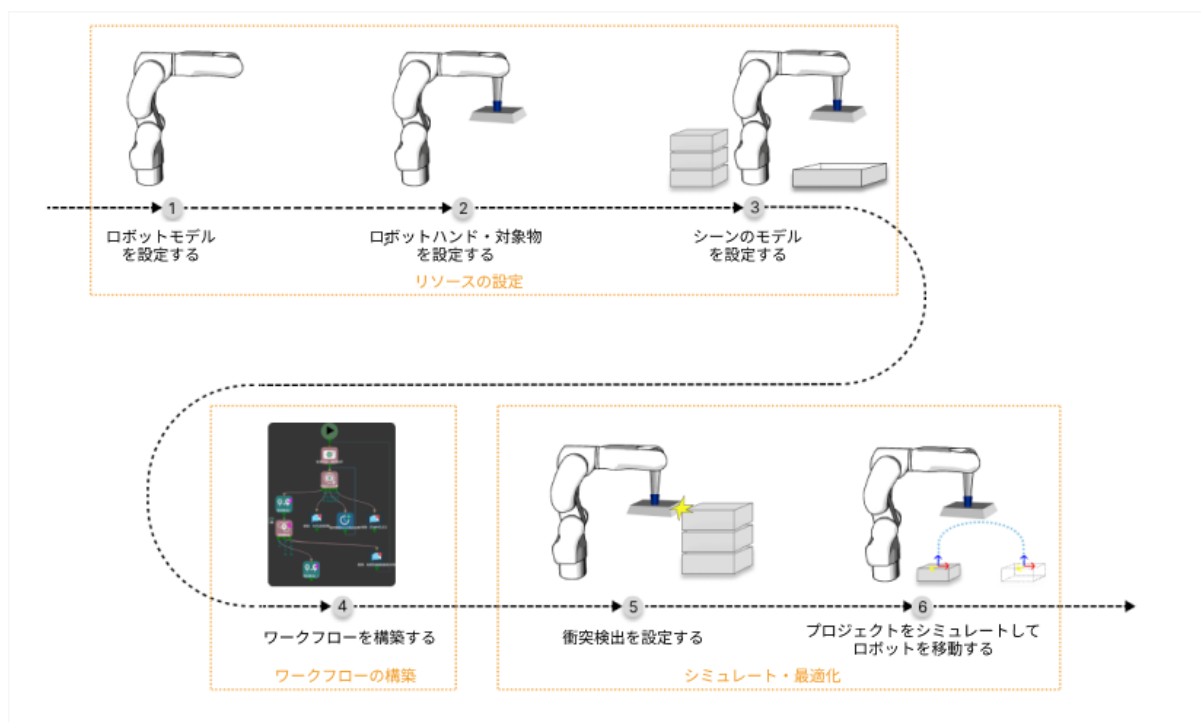 1
ロボットモデル
を設定する
2
ロボットハンド・対象物
を設定する
3
シーンのモデル
を設定する
リソースの設定
4
ワークフローを構築する
ワークフローの構築
5
衝突検出を設定する
6
プロジェクトをシミュレートして
ロボットを移動する
シミュレート・最適化